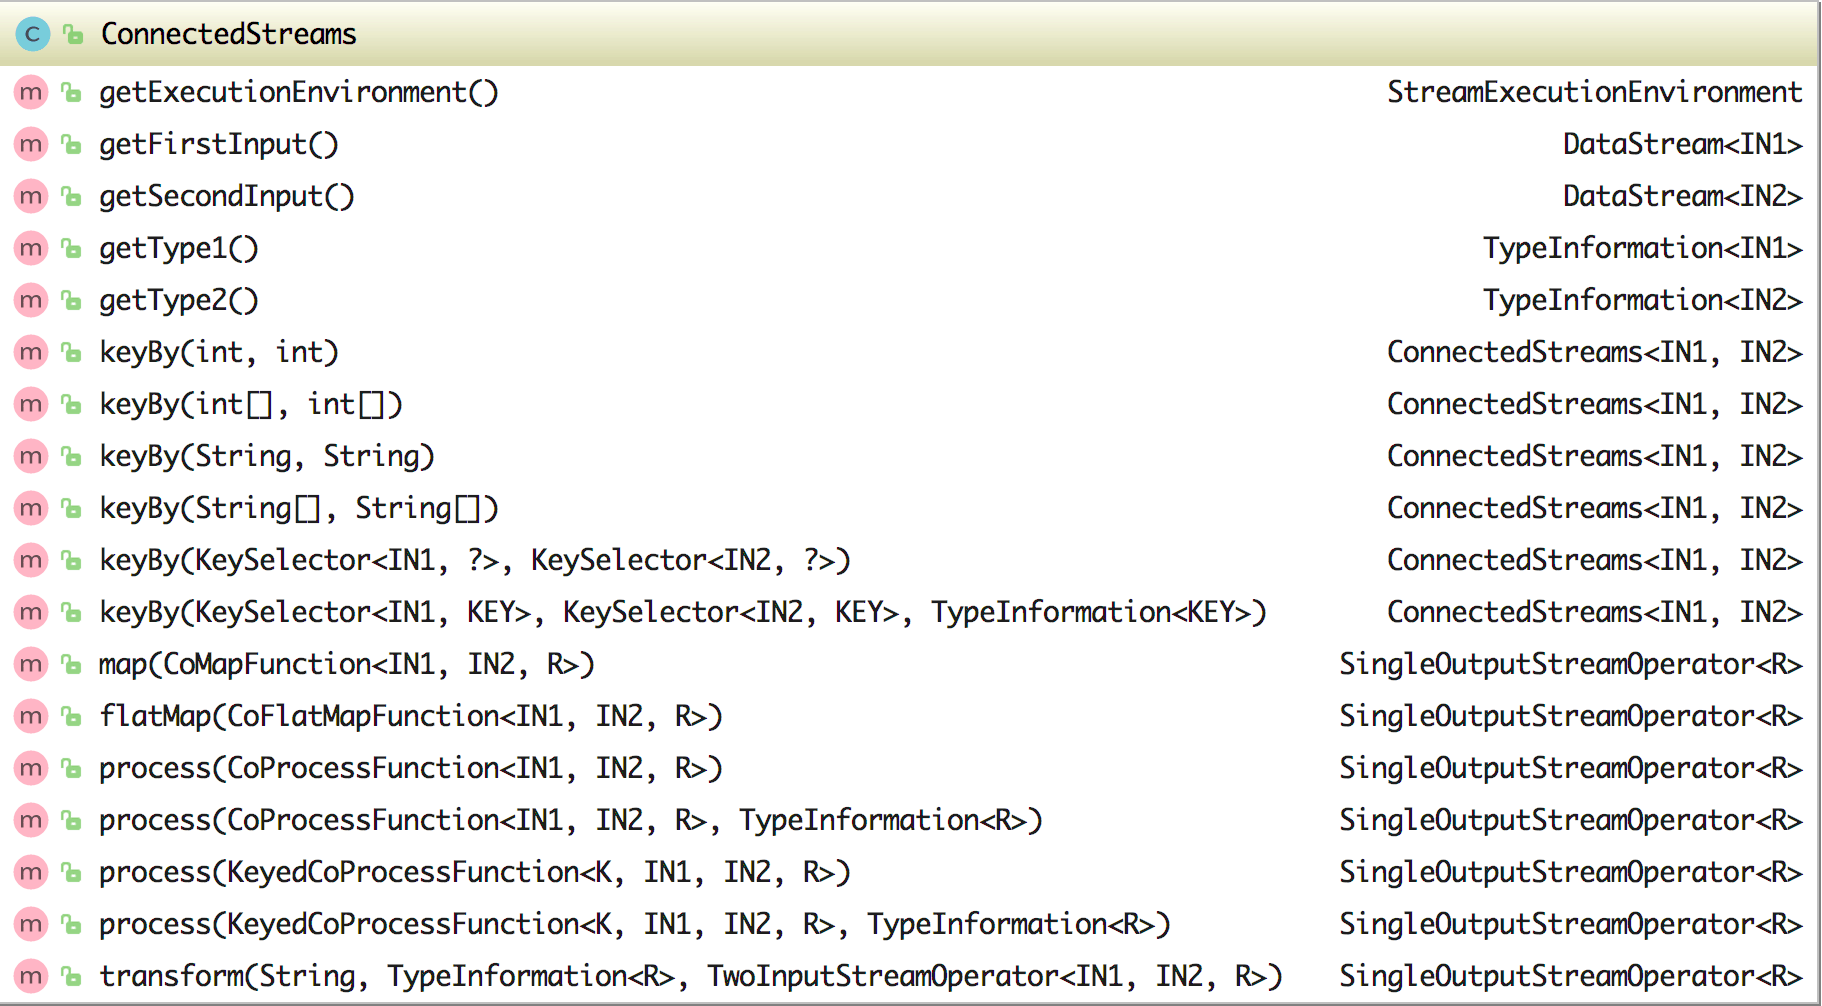 C ConnectedStreams
m getExecutionEnvironment() StreamExecutionEnvironment
m getFirstInput() DataStream<IN1>
m getSecondInput() DataStream<IN2>
m getType1() TypeInformation<IN1>
m getType2() TypeInformation<IN2>
m keyBy(int, int) ConnectedStreams<IN1, IN2>
m keyBy(int[], int[]) ConnectedStreams<IN1, IN2>
m keyBy(String, String) ConnectedStreams<IN1, IN2>
m keyBy(String[], String[]) ConnectedStreams<IN1, IN2>
m keyBy(KeySelector<IN1, ?>, KeySelector<IN2, ?>) ConnectedStreams<IN1, IN2>
m keyBy(KeySelector<IN1, KEY>, KeySelector<IN2, KEY>, TypeInformation<KEY>) ConnectedStreams<IN1, IN2>
m map(CoMapFunction<IN1, IN2, R>) SingleOutputStreamOperator<R>
m flatMap(CoFlatMapFunction<IN1, IN2, R>) SingleOutputStreamOperator<R>
m process(CoProcessFunction<IN1, IN2, R>) SingleOutputStreamOperator<R>
m process(CoProcessFunction<IN1, IN2, R>, TypeInformation<R>) SingleOutputStreamOperator<R>
m process(KeyedCoProcessFunction<K, IN1, IN2, R>) SingleOutputStreamOperator<R>
m process(KeyedCoProcessFunction<K, IN1, IN2, R>, TypeInformation<R>) SingleOutputStreamOperator<R>
m transform(String, TypeInformation<R>, TwoInputStreamOperator<IN1, IN2, R>) SingleOutputStreamOperator<R>